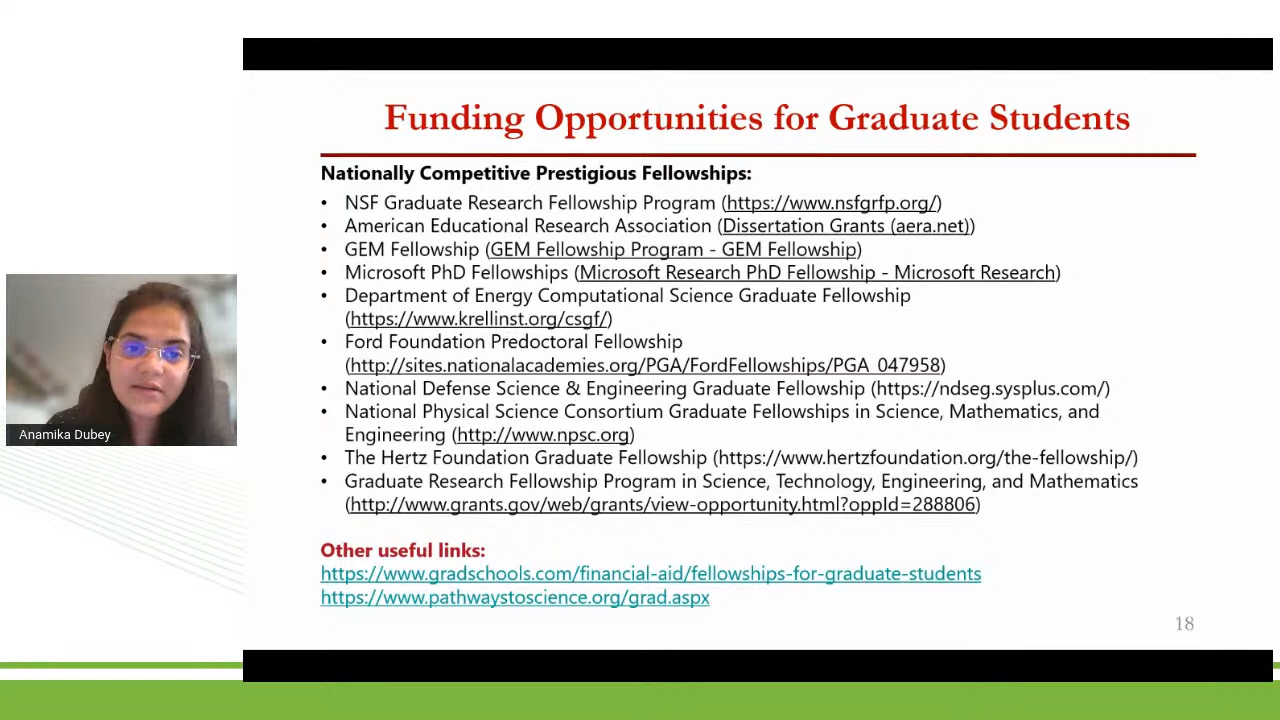 Funding Opportunities for Graduate Students
Nationally Competitive Prestigious Fellowships:
• NSF Graduate Research Fellowship Program (https://www.nsfgrfp.org/)
• American Educational Research Association (Dissertation Grants (aera.net))
• GEM Fellowship (GEM Fellowship Program - GEM Fellowship)
• Microsoft PhD Fellowships (Microsoft Research PhD Fellowship - Microsoft Research)
• Department of Energy Computational Science Graduate Fellowship
(https://www.krellinst.org/csgf/)
• Ford Foundation Predoctoral Fellowship
(http://sites.nationalacademies.org/PGA/FordFellowships/PGA_047958)
• National Defense Science & Engineering Graduate Fellowship (https://ndseg.sysplus.com/)
• National Physical Science Consortium Graduate Fellowships in Science, Mathematics, and
Engineering (http://www.npsc.org)
• The Hertz Foundation Graduate Fellowship (https://www.hertzfoundation.org/the-fellowship/)
• Graduate Research Fellowship Program in Science, Technology, Engineering, and Mathematics
(http://www.grants.gov/web/grants/view-opportunity.html?oppId=288806)
Other useful links:
https://www.gradschools.com/financial-aid/fellowships-for-graduate-students
https://www.pathwaystoscience.org/grad.aspx
18
Anamika Dubey